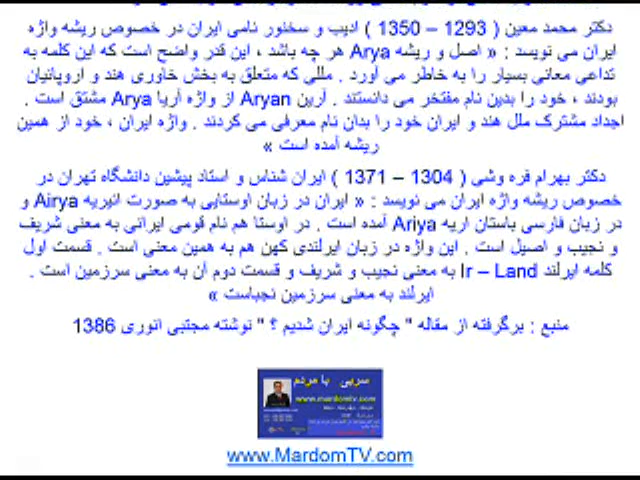 دکتر محمد معین ( 1293 – 1350 ) ادیب و سخنور نامی ایران در خصوص ریشه واژه
ایران می نویسد : « اصل و ریشه Arya هر چه باشد ، این قدر واضح است که این کلمه به
تداعی معانی بسیار را به خاطر می آورد . مللی که متعلق به بخش خاوری هند و اروپائیان
بودند ، خود را بدین نام مفتخر می دانستند . آرین Aryan از واژه آریا Arya مشتق است .
اجداد مشترک ملل هند و ایران خود را بدان نام معرفی می کردند . واژه ایران ، خود از همین
ریشه آمده است »
دکتر بهرام فره وشی ( 1304 – 1371 ) ایران شناس و استاد پیشین دانشگاه تهران در
خصوص ریشه واژه ایران می نویسد : « ایران در زبان اوستایی به صورت ائیریه Airya و
در زبان فارسی باستان اریه Ariya آمده است . در اوستا هم نام قومی ایرانی به معنی شریف
و نجیب و اصیل است . این واژه در زبان ایرلندی کهن هم به همین معنی است . قسمت اول
کلمه ایرلند Ir – Land به معنی نجیب و شریف و قسمت دوم آن به معنی سرزمین است .
ایرلند به معنی سرزمین نجباست »
منبع : برگرفته از مقاله " چگونه ایران شدیم ؟ " نوشته مجتبی انوری 1386
سربی با مردم
www.mardomtv.com
www.MardomTV.com